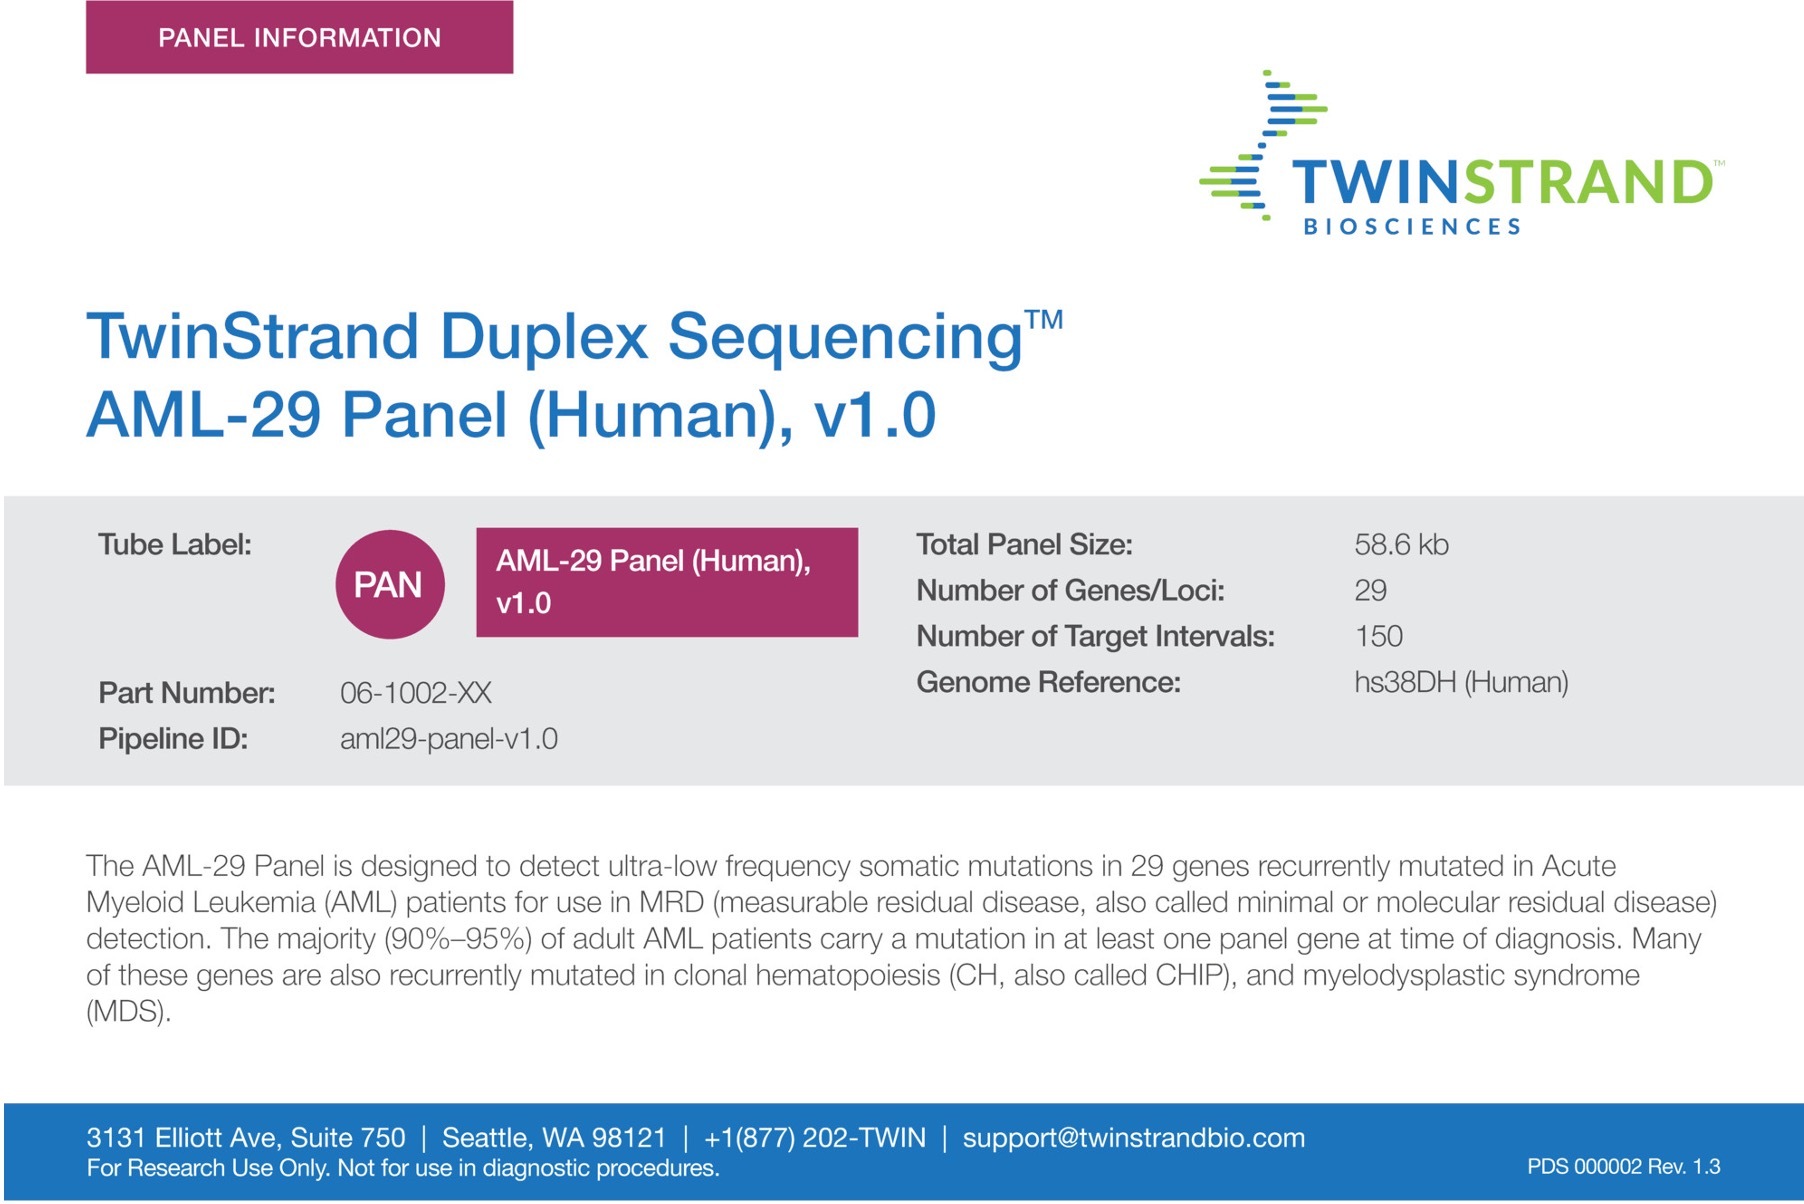 PANEL INFORMATION
TWINSTRAND™
BIOSCIENCES
TwinStrand Duplex Sequencing™
AML-29 Panel (Human), v1.0
Tube Label:
PAN
AML-29 Panel (Human),
v1.0
Part Number: 06-1002-XX
Pipeline ID: aml29-panel-v1.0
Total Panel Size: 58.6 kb
Number of Genes/Loci: 29
Number of Target Intervals: 150
Genome Reference: hs38DH (Human)
The AML-29 Panel is designed to detect ultra-low frequency somatic mutations in 29 genes recurrently mutated in Acute
Myeloid Leukemia (AML) patients for use in MRD (measurable residual disease, also called minimal or molecular residual disease)
detection. The majority (90%–95%) of adult AML patients carry a mutation in at least one panel gene at time of diagnosis. Many
of these genes are also recurrently mutated in clonal hematopoiesis (CH, also called CHIP), and myelodysplastic syndrome
(MDS).
3131 Elliott Ave, Suite 750 | Seattle, WA 98121 | +1(877) 202-TWIN | support@twinstrandbio.com
For Research Use Only. Not for use in diagnostic procedures.
PDS 000002 Rev. 1.3